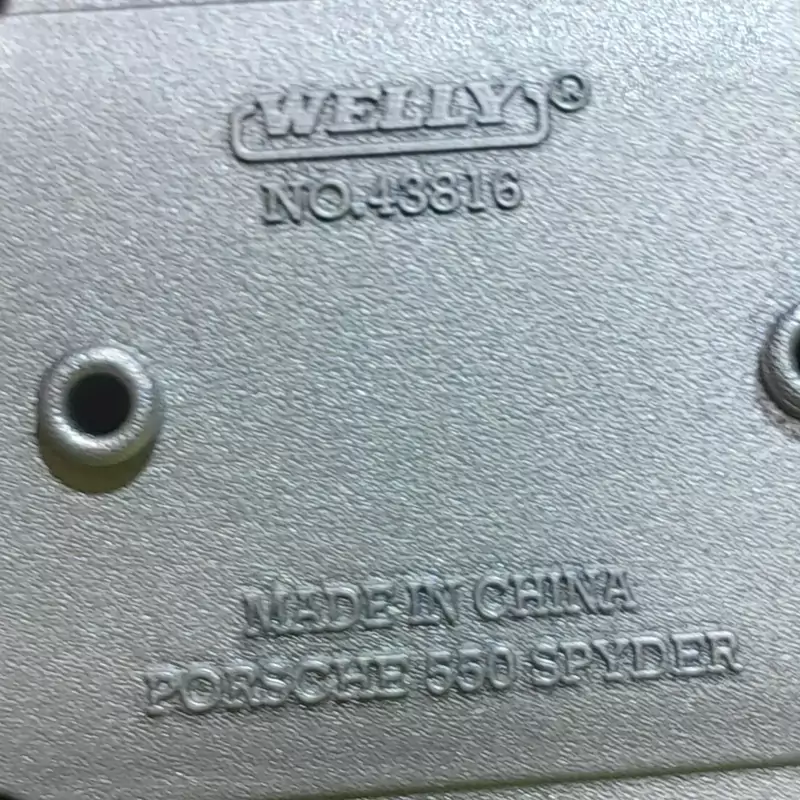 WELLY®
NO.43816
MADE IN CHINA
PORSCHE 550 SPYDER